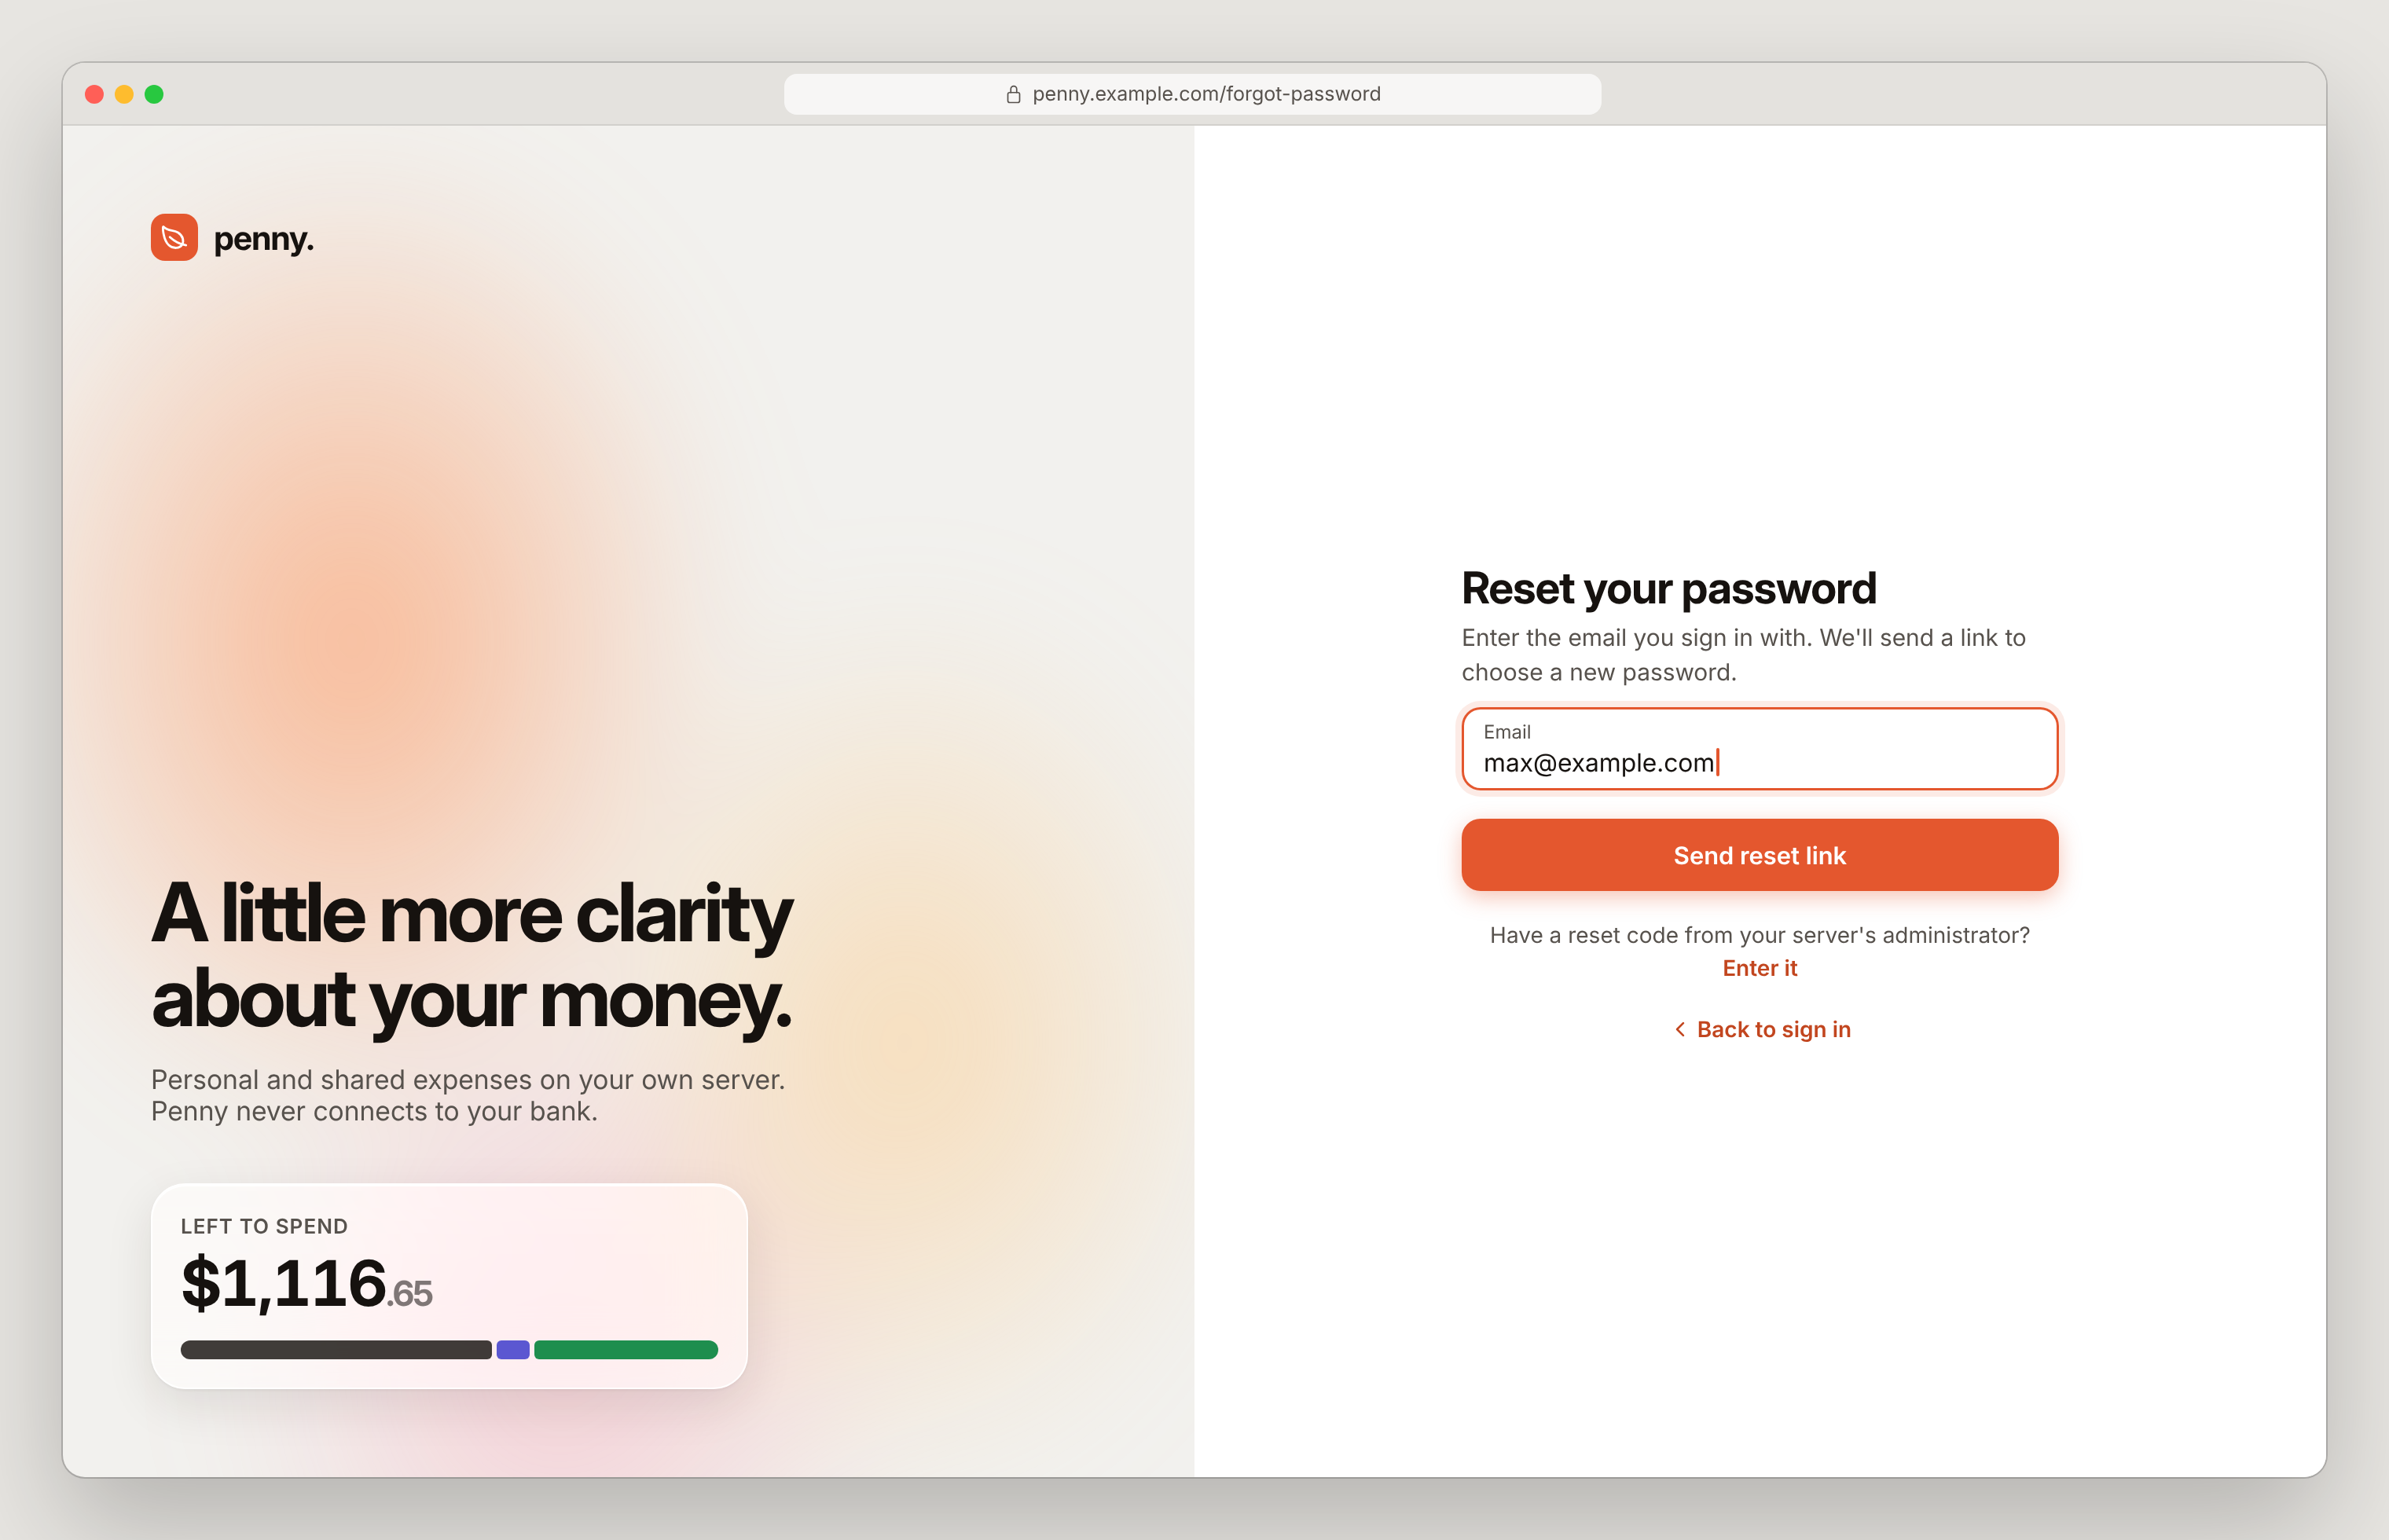 penny.example.com/forgot-password
penny.
A little more clarity
about your money.
Personal and shared expenses on your own server.
Penny never connects to your bank.
LEFT TO SPEND
$1,116.65
Reset your password
Enter the email you sign in with. We'll send a link to
choose a new password.
Email
max@example.com
Send reset link
Have a reset code from your server's administrator?
Enter it
Back to sign in